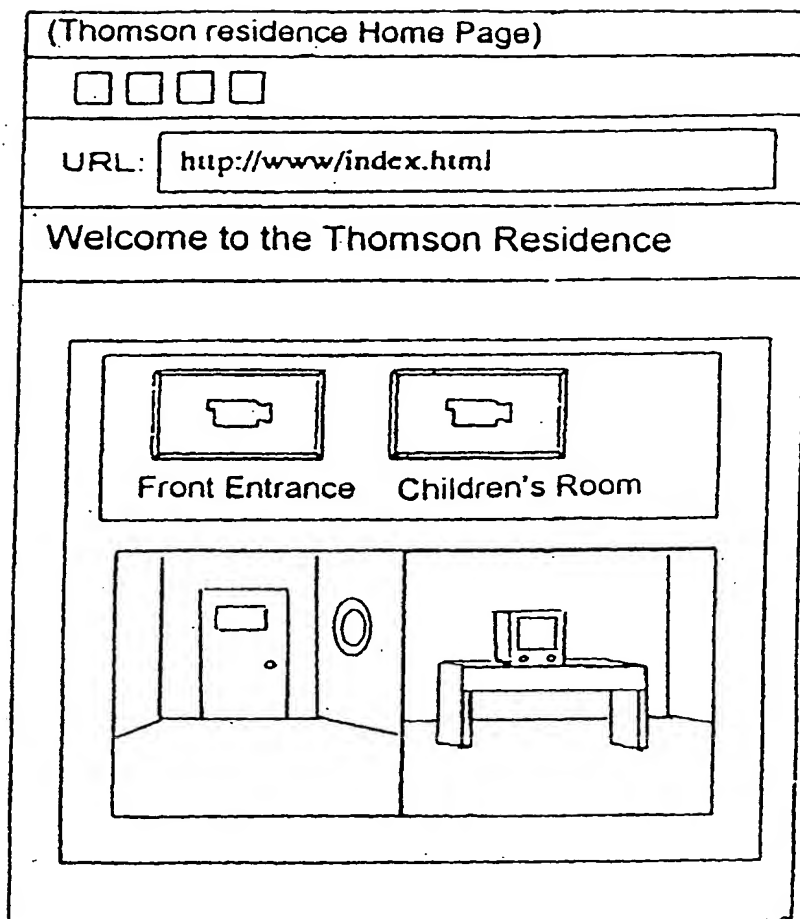 (Thomson residence Home Page)
URL: http://www/index.html
Welcome to the Thomson Residence
Front Entrance Children's Room